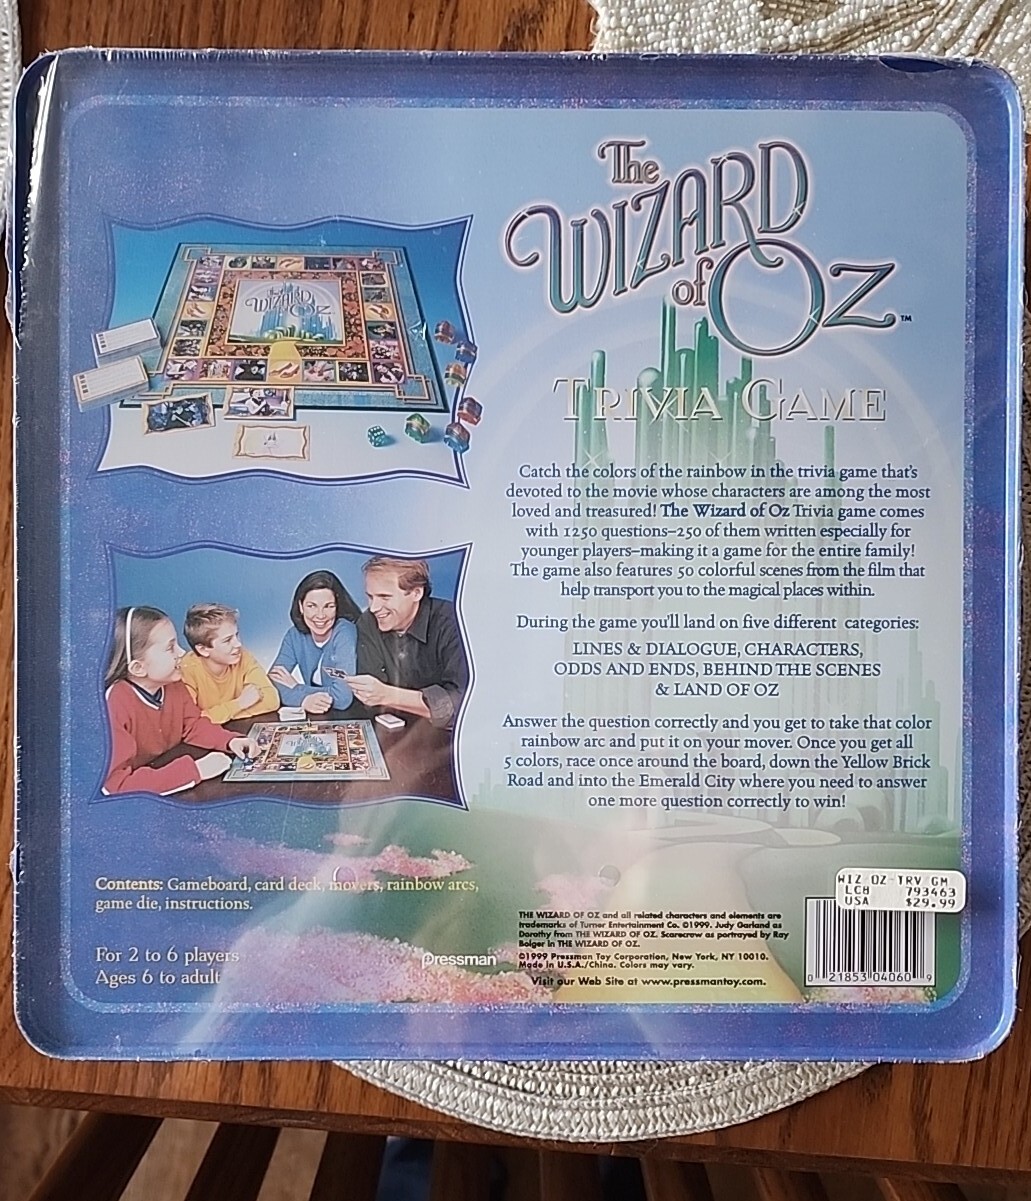 The
WIZARD
of OZ™
TRIVIA GAME
Catch the colors of the rainbow in the trivia game that's
devoted to the movie whose characters are among the most
loved and treasured! The Wizard of Oz Trivia game comes
with 1250 questions–250 of them written especially for
younger players–making it a game for the entire family!
The game also features 50 colorful scenes from the film that
help transport you to the magical places within.
During the game you'll land on five different categories:
LINES & DIALOGUE, CHARACTERS,
ODDS AND ENDS, BEHIND THE SCENES
& LAND OF OZ
Answer the question correctly and you get to take that color
rainbow arc and put it on your mover. Once you get all
5 colors, race once around the board, down the Yellow Brick
Road and into the Emerald City where you need to answer
one more question correctly to win!
Contents: Gameboard, card deck, movers, rainbow arcs,
game die, instructions.
For 2 to 6 players
Ages 6 to adult
pressman
THE WIZARD OF OZ and all related characters and elements are
trademarks of Turner Entertainment Co. ©1999. Judy Garland as
Dorothy from THE WIZARD OF OZ. Scarecrow as portrayed by Ray
Bolger in THE WIZARD OF OZ.
©1999 Pressman Toy Corporation, New York, NY 10010.
Made in U.S.A./China. Colors may vary.
Visit our Web Site at www.pressmantoy.com.
WIZ OZ-TRV GM
LCH 793463
USA $29.99
0 21853 04060 9
WIZARD
OF OZ